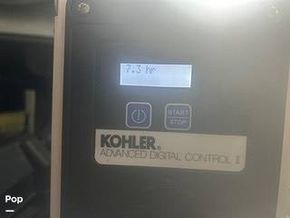 7.3 hr
START
STOP
KOHLER®
ADVANCED DIGITAL CONTROL II
Pop